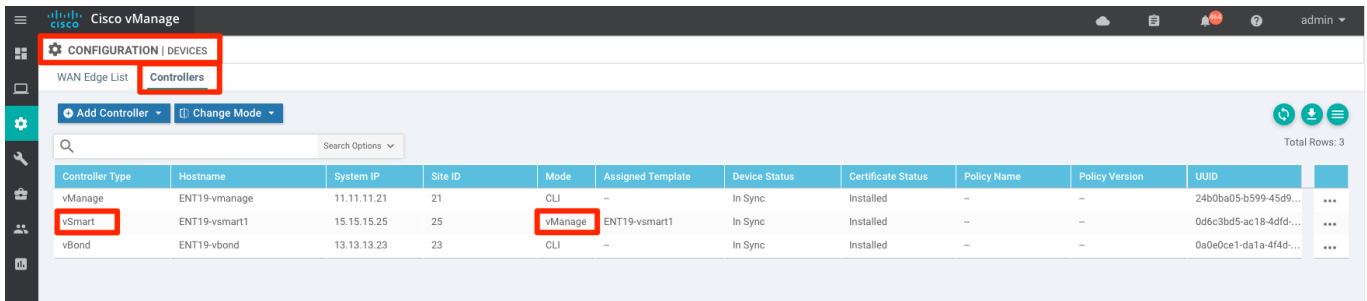 cisco Cisco vManage 464 admin
CONFIGURATION | DEVICES
WAN Edge List Controllers
Add Controller Change Mode
Search Options Total Rows: 3
Controller Type Hostname System IP Site ID Mode Assigned Template Device Status Certificate Status Policy Name Policy Version UUID
vManage ENT19-vmanage 11.11.11.21 21 CLI -- In Sync Installed -- -- 24b0ba05-b599-45d9... •••
vSmart ENT19-vsmart1 15.15.15.25 25 vManage ENT19-vsmart1 In Sync Installed -- -- 0d6c3bd5-ac18-4dfd-... •••
vBond ENT19-vbond 13.13.13.23 23 CLI -- In Sync Installed -- -- 0a0e0ce1-da1a-4f4d-... •••